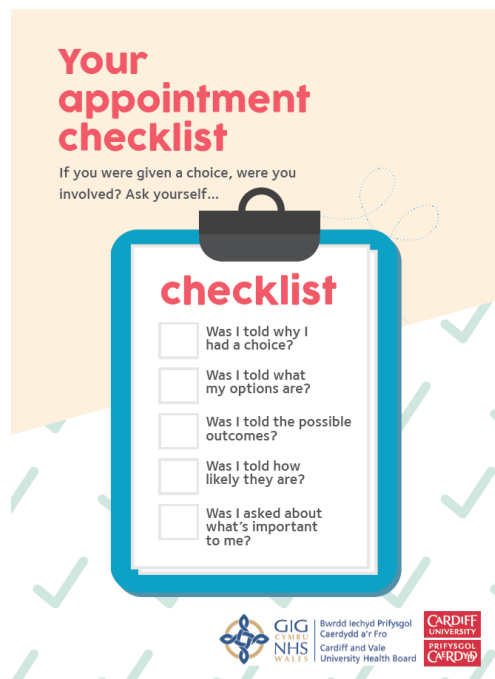 Your
appointment
checklist
If you were given a choice, were you
involved? Ask yourself...
checklist
Was I told why I
had a choice?
Was I told what
my options are?
Was I told the possible
outcomes?
Was I told how
likely they are?
Was I asked about
what's important
to me?
GIG
CYMRU
NHS
WALES
Bwrdd Iechyd Prifysgol
Caerdydd a'r Fro
Cardiff and Vale
University Health Board
CARDIFF
UNIVERSITY
PRIFYSGOL
CAERDYDD